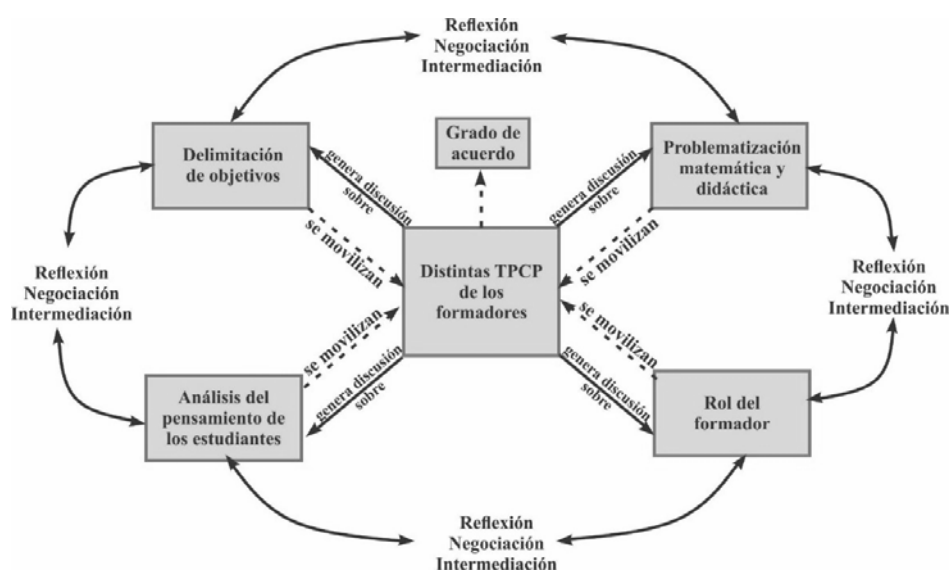 Reflexión
Negociación
Intermediación
Delimitación
de objetivos
Grado de
acuerdo
Problematización
matemática y
didáctica
genera discusión
sobre
genera discusión
sobre
se movilizan
se movilizan
Reflexión
Negociación
Intermediación
Distintas TPCP
de los
formadores
Reflexión
Negociación
Intermediación
se movilizan
se movilizan
genera discusión
sobre
genera discusión
sobre
Análisis del
pensamiento de
los estudiantes
Rol del
formador
Reflexión
Negociación
Intermediación